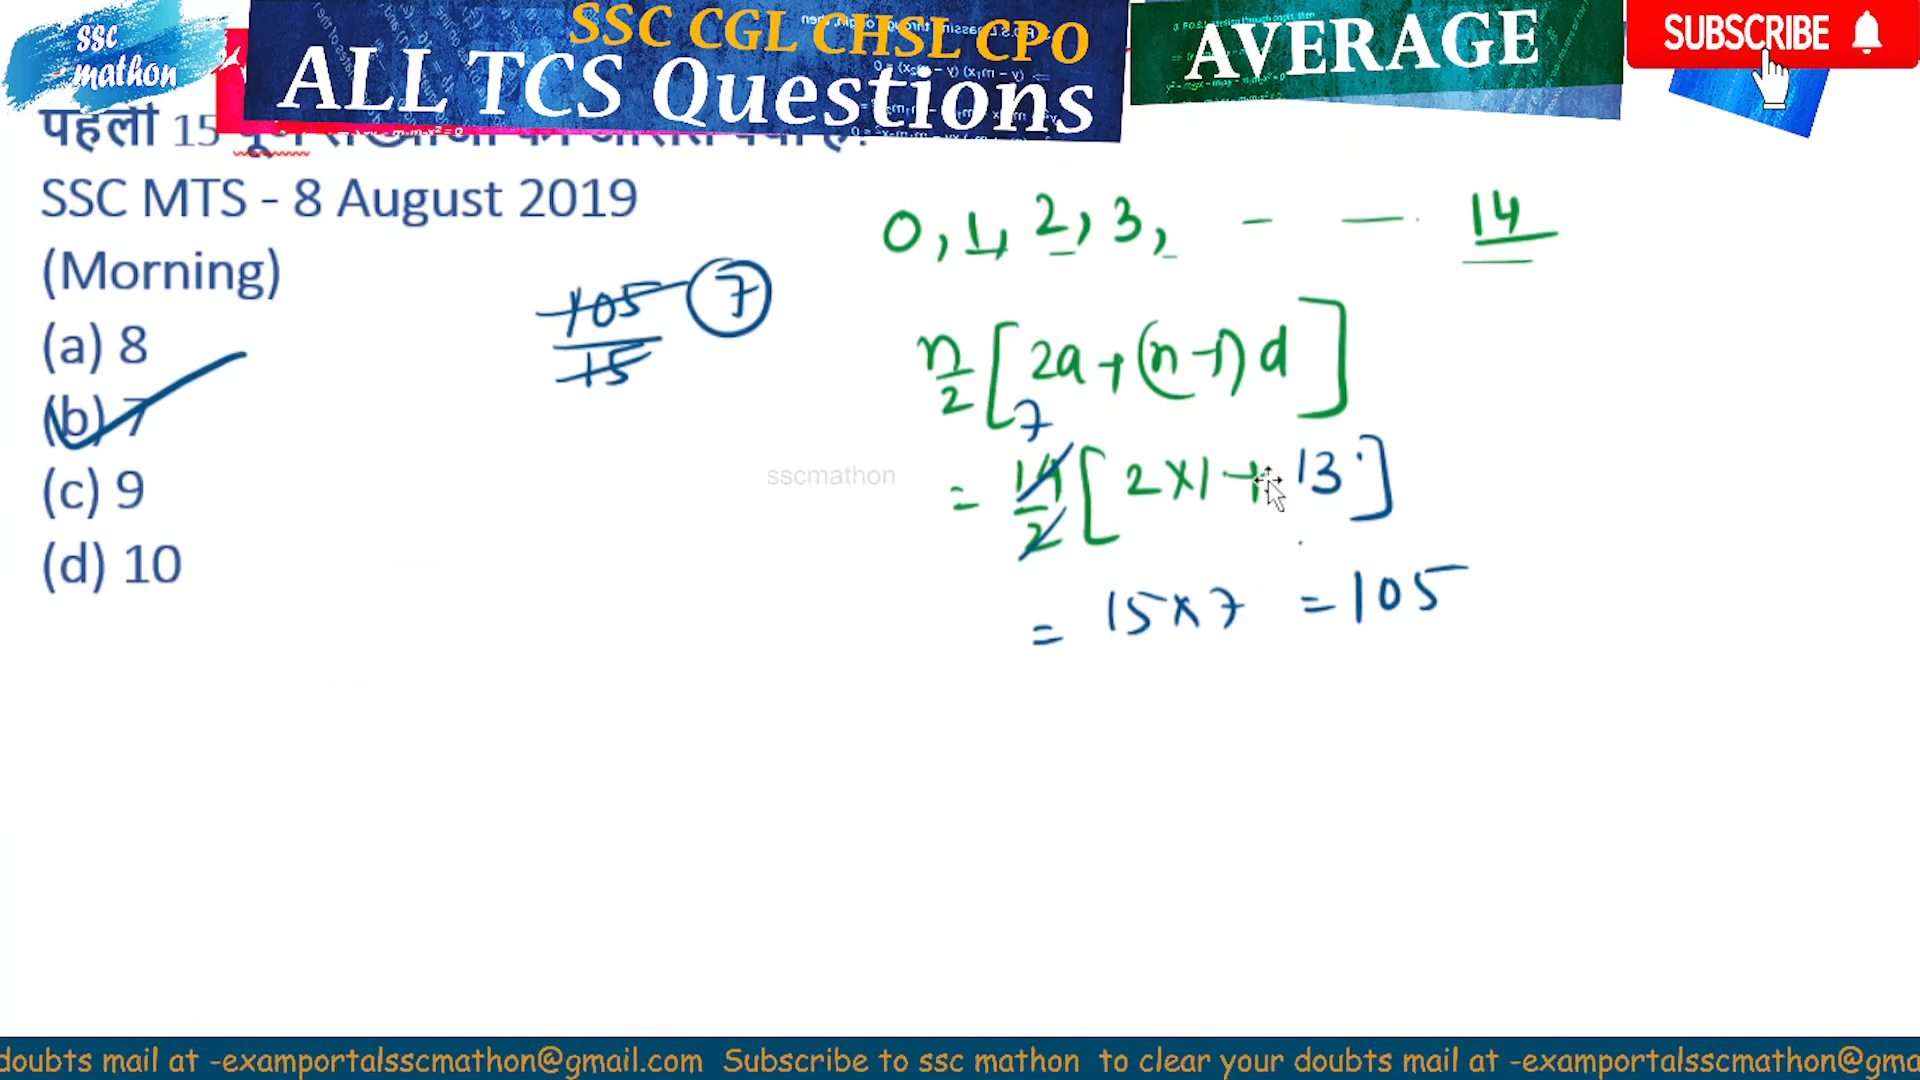 ssc
mathon
SSC CGL CHSL CPO
ALL TCS Questions
AVERAGE
SUBSCRIBE
पहली 15
SSC MTS - 8 August 2019
(Morning)
(a) 8
(b) 7
(c) 9
(d) 10
105 7
15
0, 1, 2, 3, - - 14
n/2 [2a+(n-1)d]
7
= 14/2 [2×1+13]
= 15×7 = 105
sscmathon
doubts mail at -examportalsscmathon@gmail.com Subscribe to ssc mathon to clear your doubts mail at -examportalsscmathon@gma